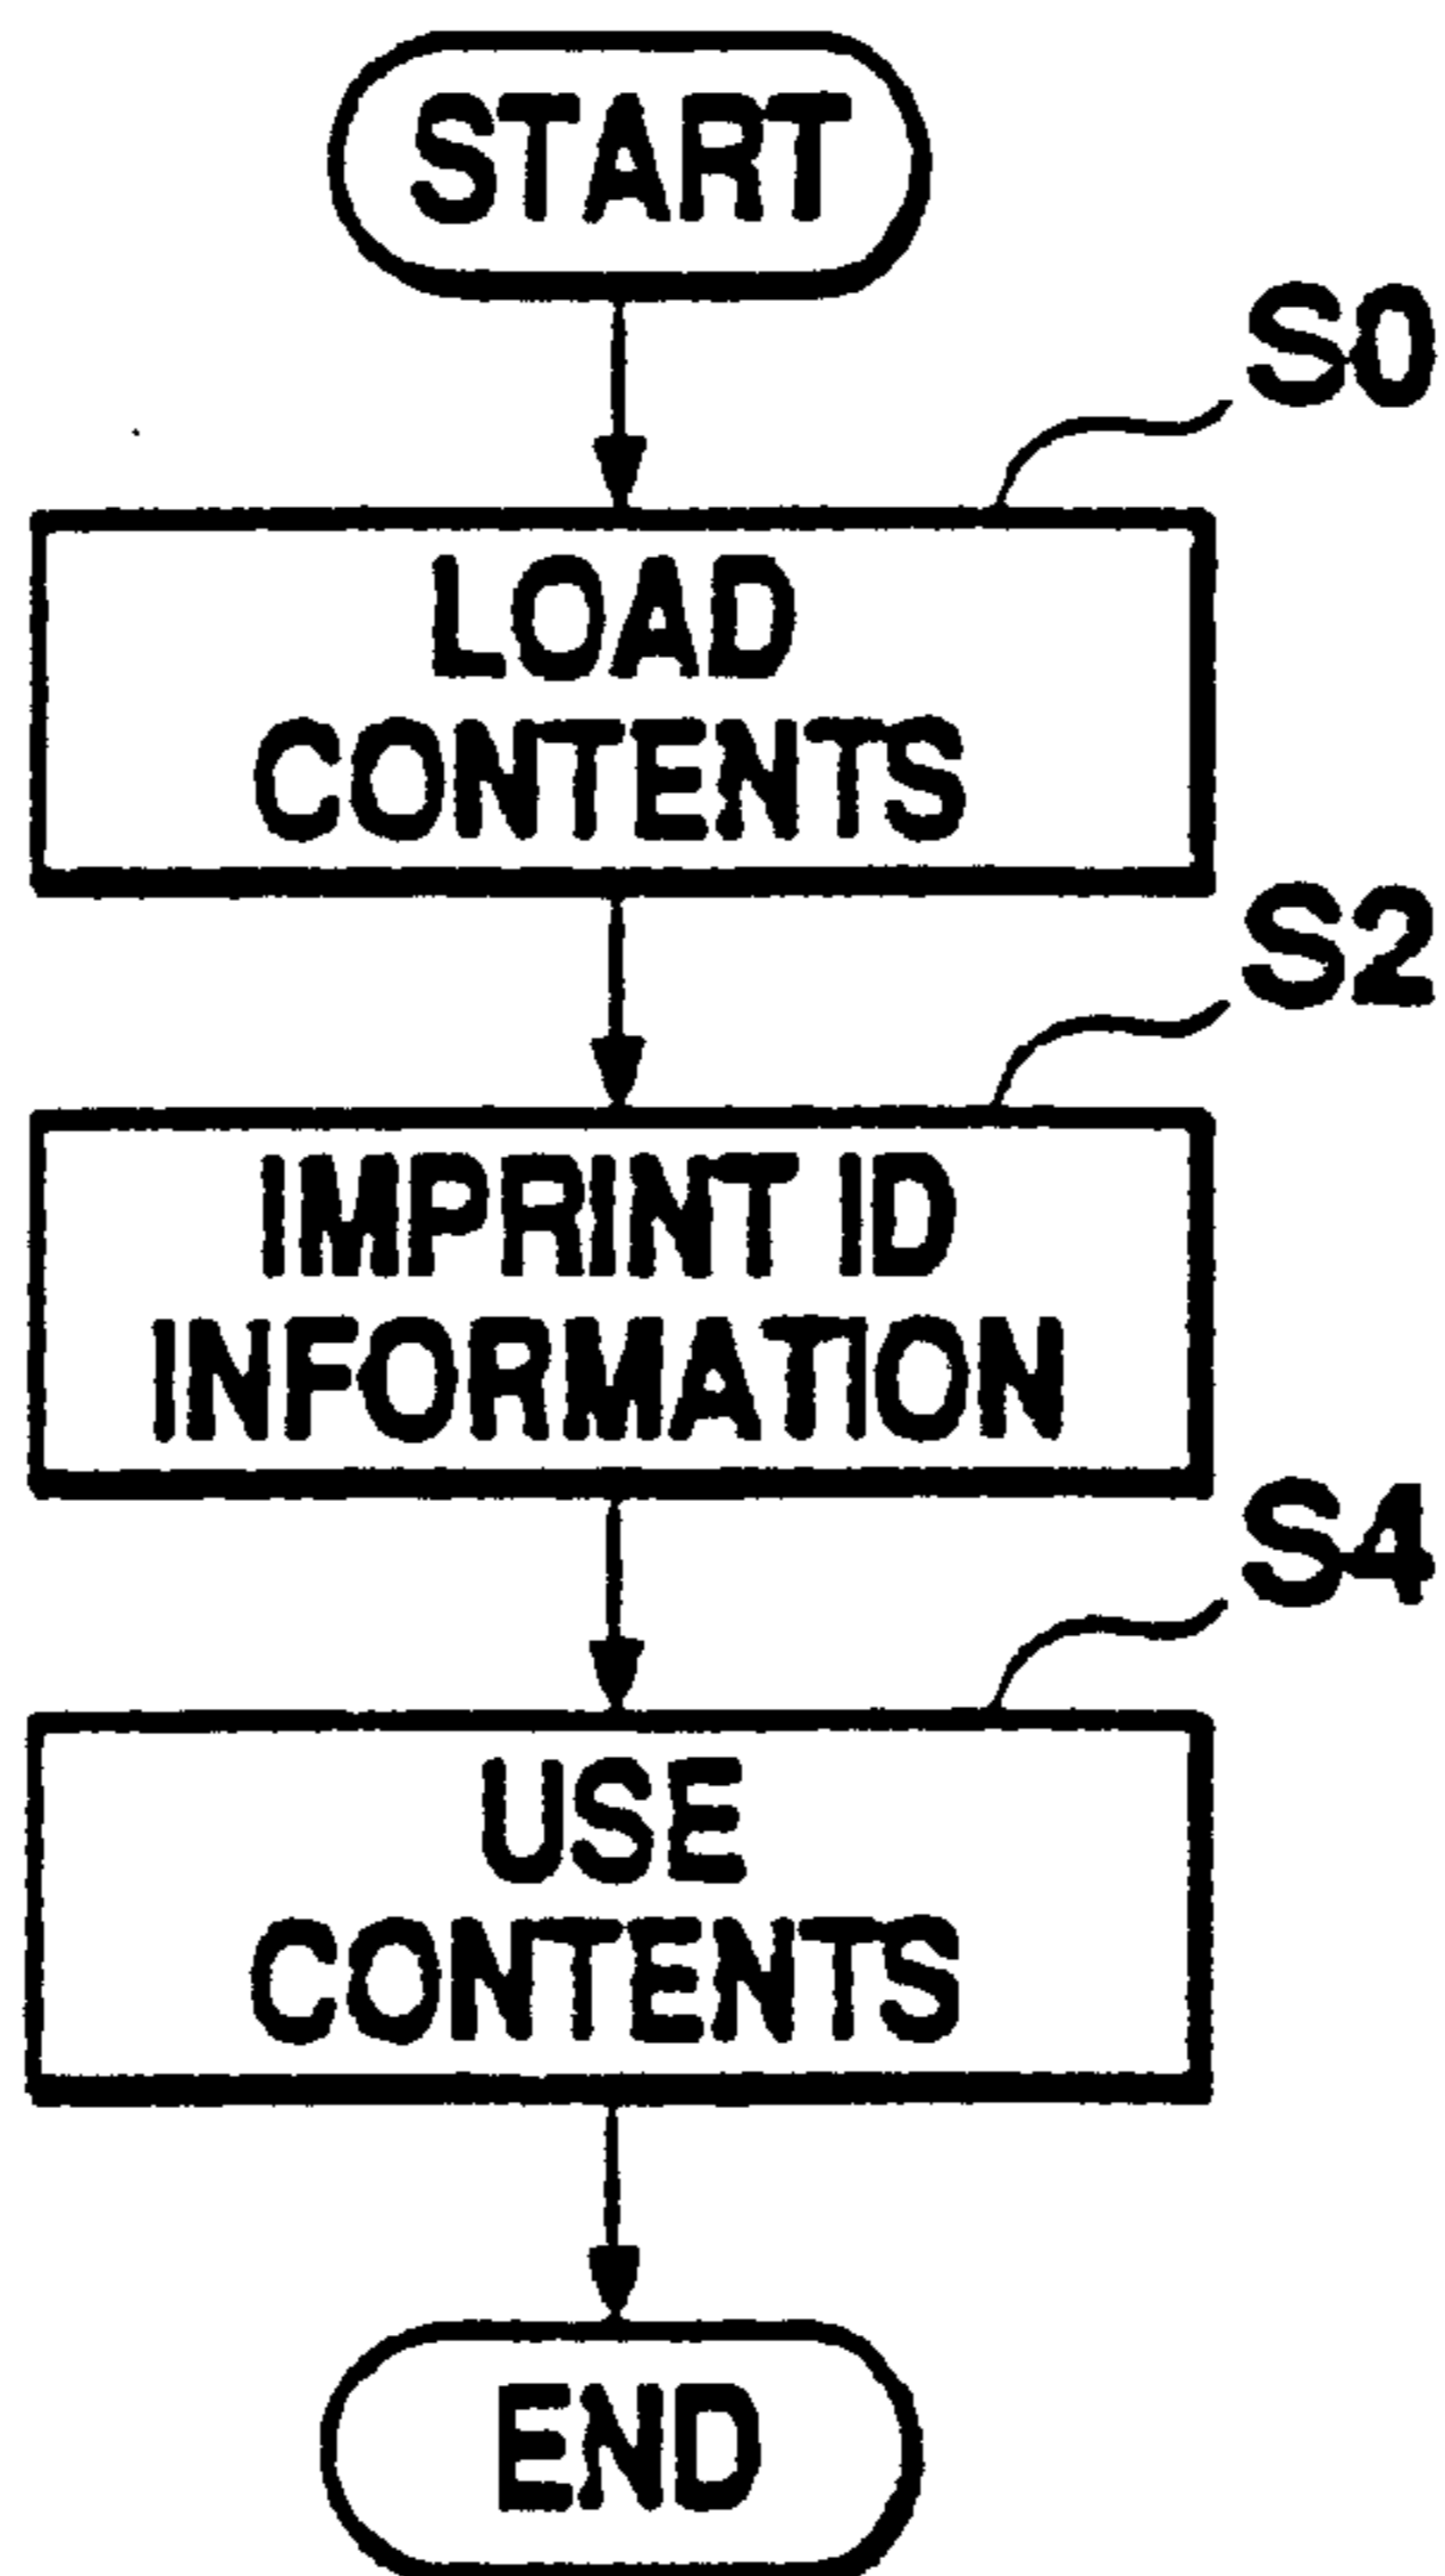 START
S0
LOAD
CONTENTS
S2
IMPRINT ID
INFORMATION
S4
USE
CONTENTS
END